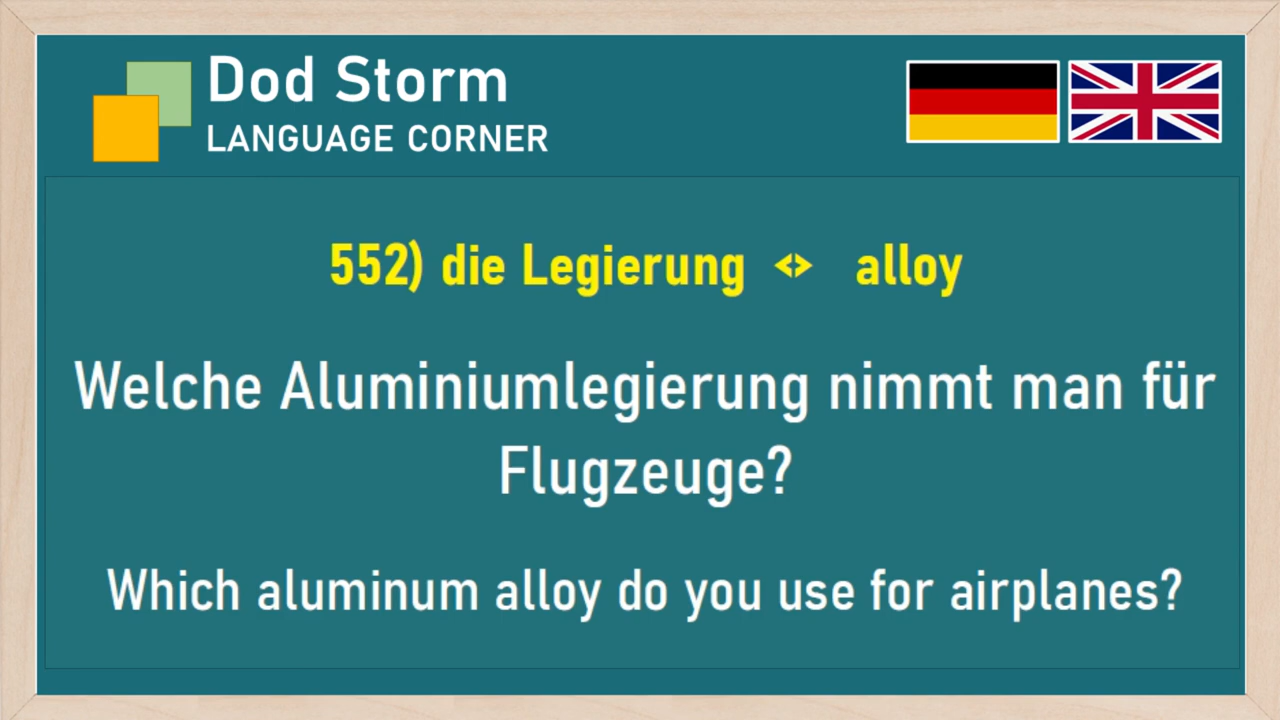 Dod Storm
LANGUAGE CORNER
552) die Legierung <> alloy
Welche Aluminiumlegierung nimmt man für
Flugzeuge?
Which aluminum alloy do you use for airplanes?